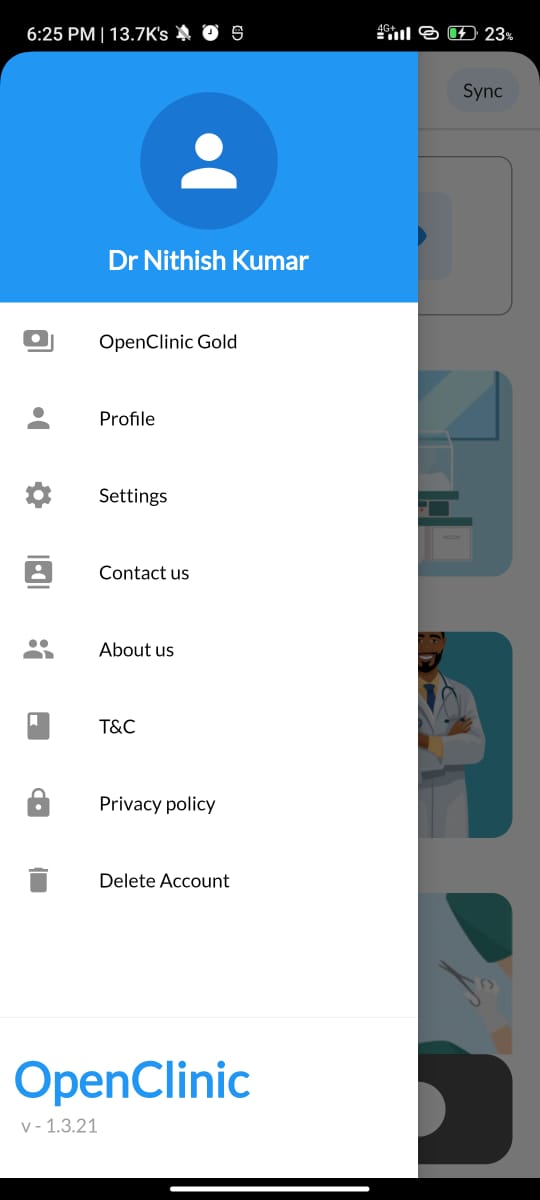 6:25 PM | 13.7K's 4G+ 23%
Sync
Dr Nithish Kumar
OpenClinic Gold
Profile
Settings
Contact us
About us
T&C
Privacy policy
Delete Account
OpenClinic
v - 1.3.21